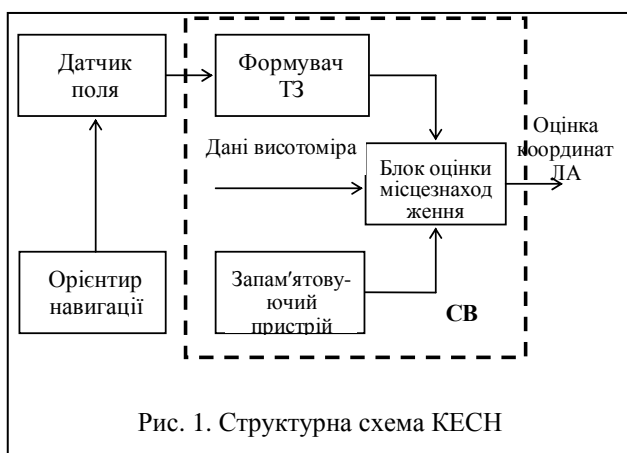 Датчик
поля
Формувач
ТЗ
Оцінка
координат
ЛА
Дані висотоміра
Блок оцінки
місцезнаход
ження
Орієнтир
навигації
Запам'ятовую-
ючий
пристрій
СВ
Рис. 1. Структурна схема КЕСН